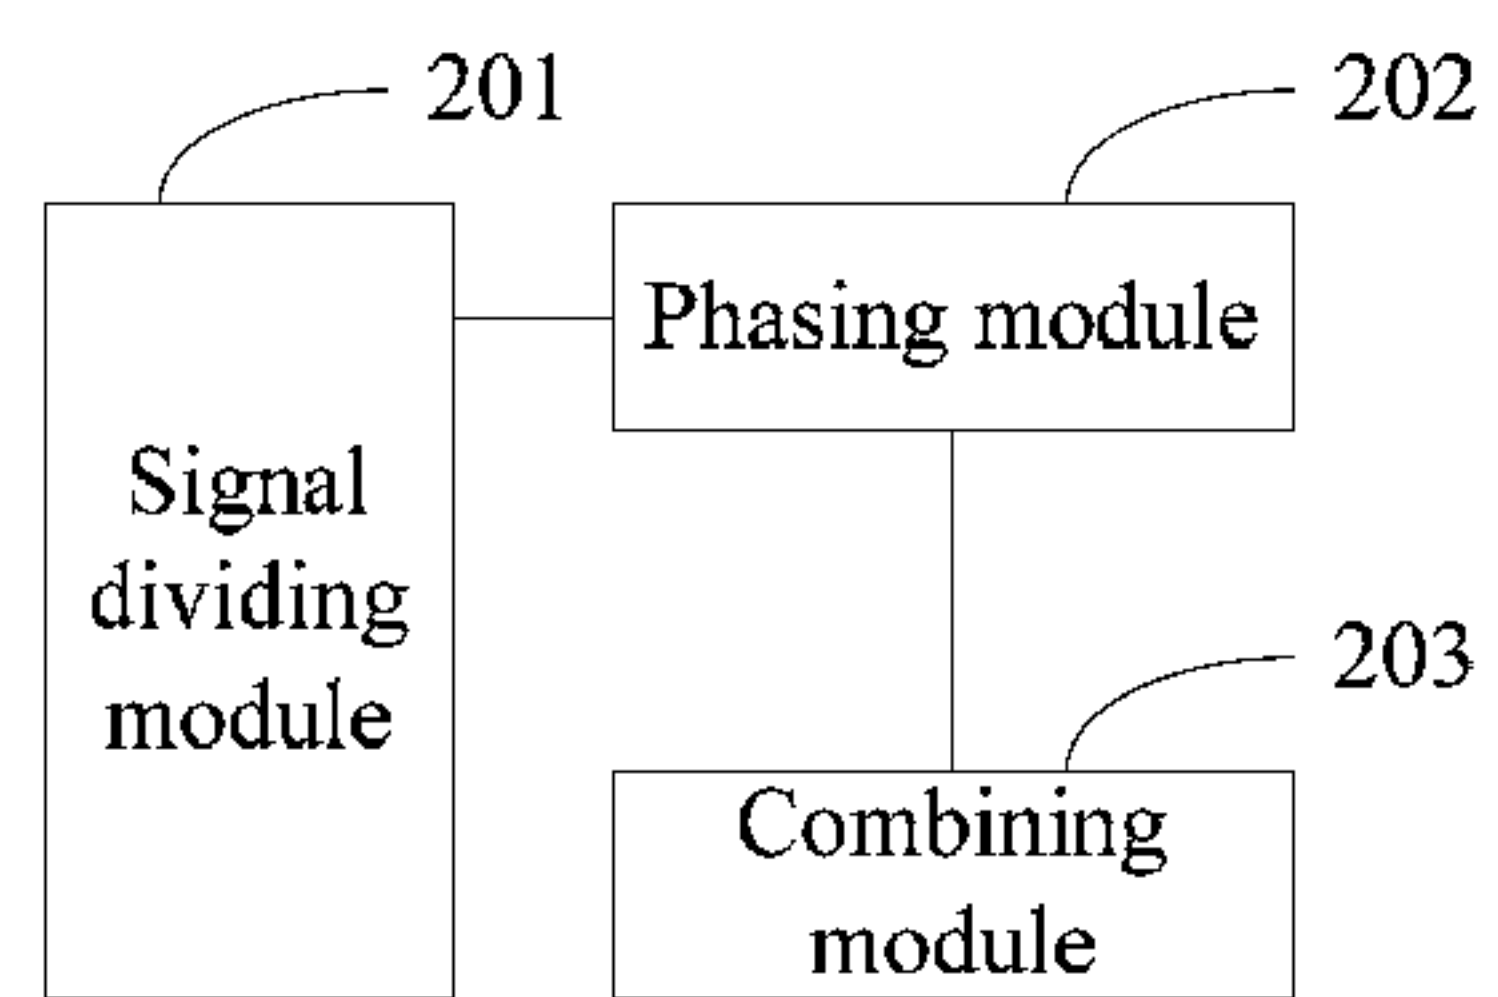 201
202
Phasing module
Signal
dividing
module
203
Combining
module